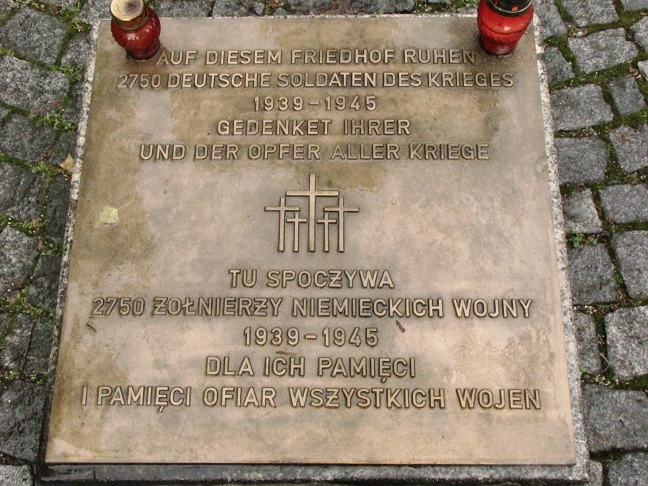 AUF DIESEM FRIEDHOF RUHEN
2750 DEUTSCHE SOLDATEN DES KRIEGES
1939-1945
GEDENKET IHRER
UND DER OPFER ALLER KRIEGE
TU SPOCZYWA
2750 ŻOŁNIERZY NIEMIECKICH WOJNY
1939-1945
DLA ICH PAMIĘCI
I PAMIĘCI OFIAR WSZYSTKICH WOJEN